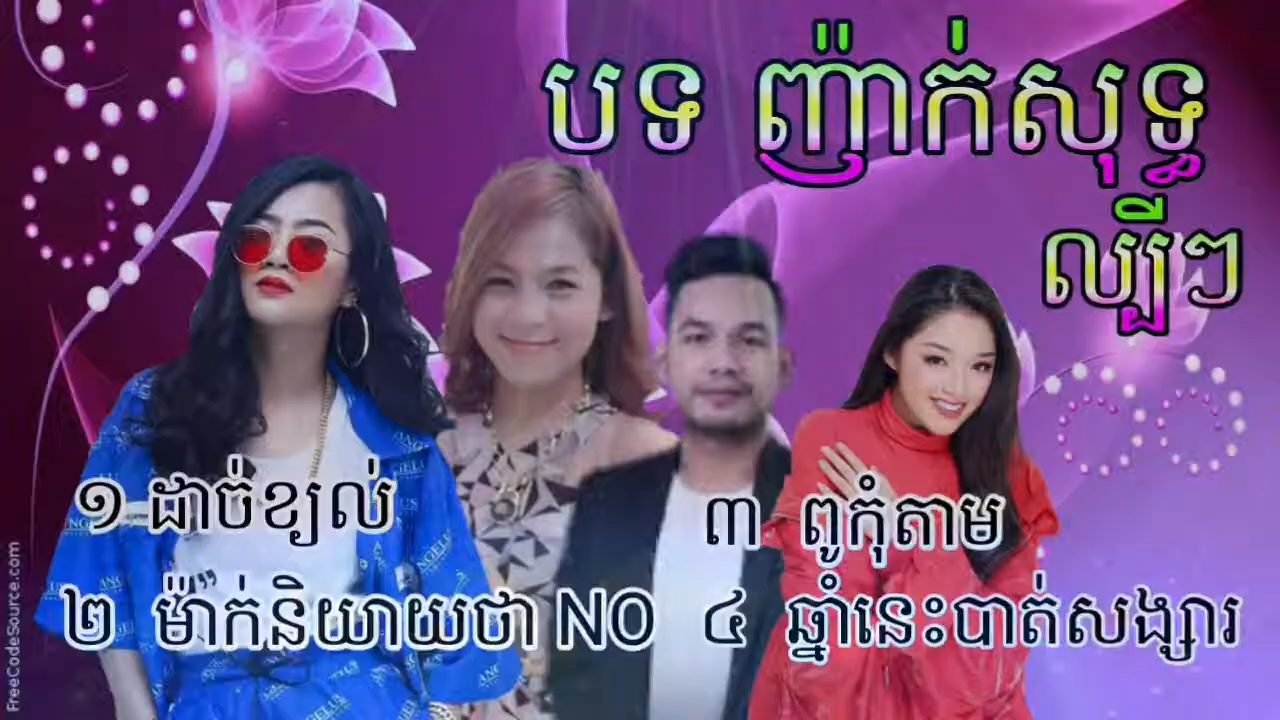 បទ ញ៉ាក់សុទ្ធ
ល្បីៗ
១ ដាច់ខ្យល់
២ ម៉ាក់និយាយថា NO
៣ ពូកុំតាម
៤ ឆ្នាំនេះបាត់សង្សារ
FreeCodeSource.com